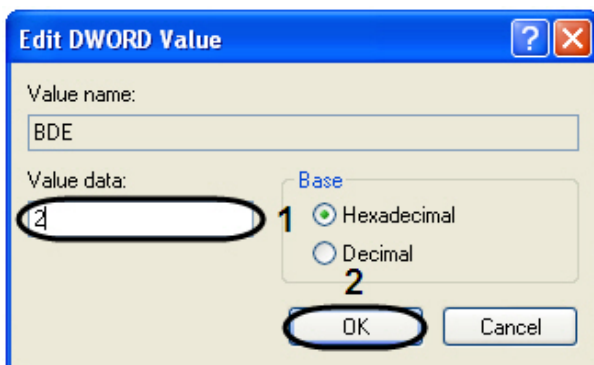 Edit DWORD Value
Value name:
BDE
Value data:
Base
2
1
Hexadecimal
Decimal
2
OK
Cancel